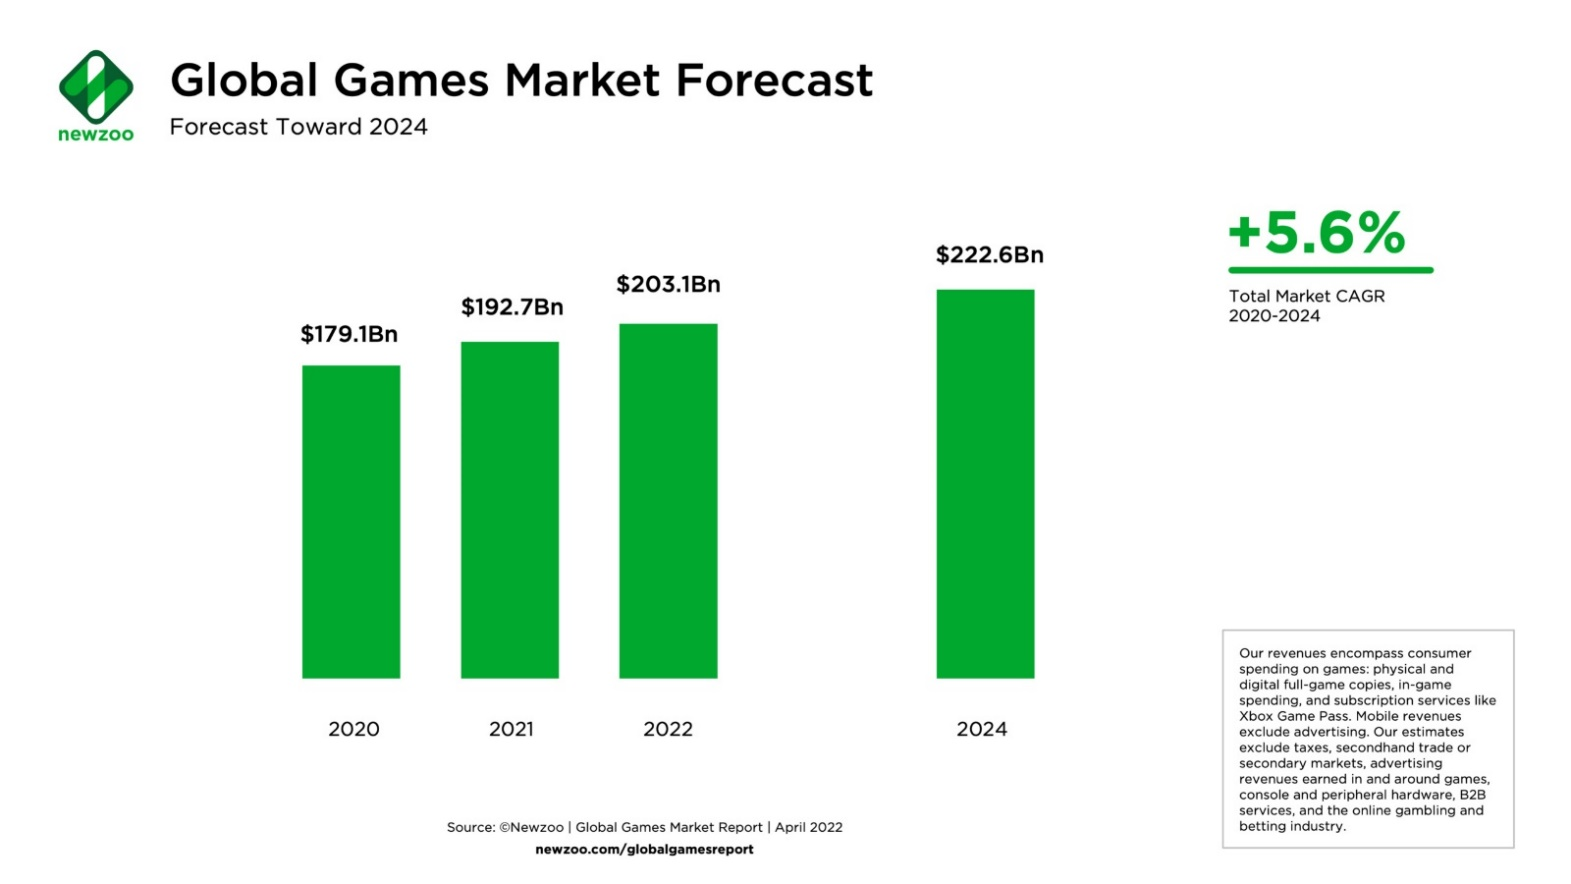 newzoo
Global Games Market Forecast
Forecast Toward 2024
$179.1Bn
$192.7Bn
$203.1Bn
$222.6Bn
2020
2021
2022
2024
+5.6%
Total Market CAGR
2020-2024
Our revenues encompass consumer
spending on games: physical and
digital full-game copies, in-game
spending, and subscription services like
Xbox Game Pass. Mobile revenues
exclude advertising. Our estimates
exclude taxes, secondhand trade or
secondary markets, advertising
revenues earned in and around games,
console and peripheral hardware, B2B
services, and the online gambling and
betting industry.
Source: ©Newzoo | Global Games Market Report | April 2022
newzoo.com/globalgamesreport